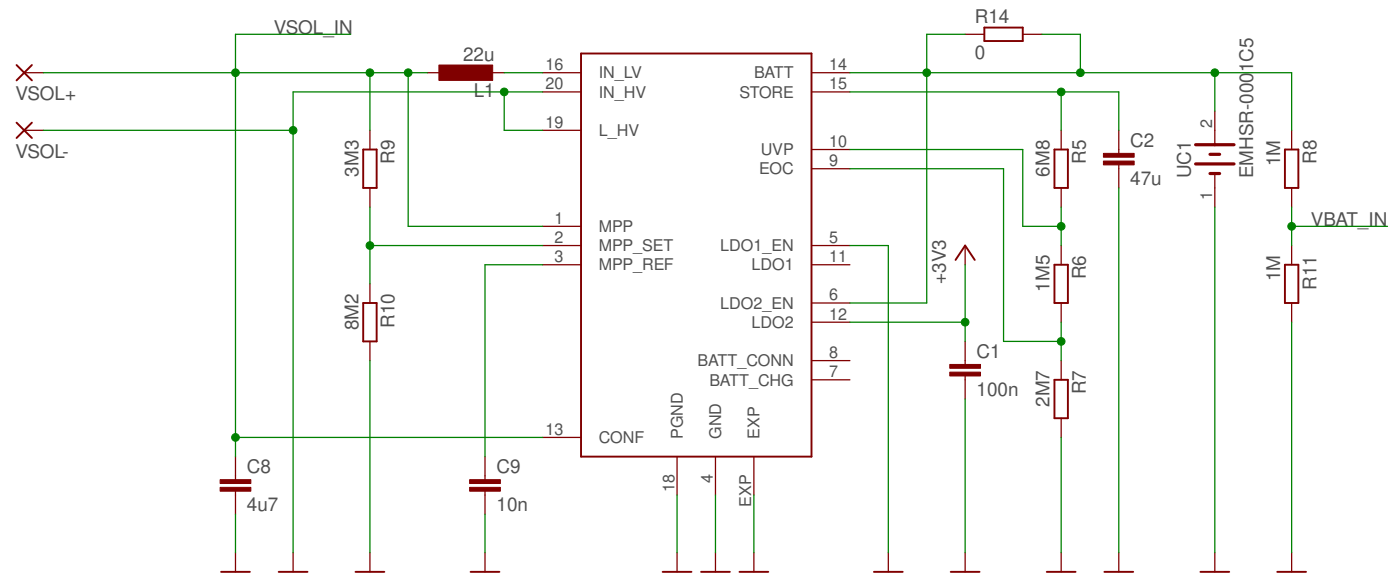 VSOL_IN
VSOL+
VSOL-
22u
L1
16
20
19
1
2
3
13
IN_LV
IN_HV
L_HV
MPP
MPP_SET
MPP_REF
CONF
3M3
R9
8M2
R10
C8
4u7
C9
10n
PGND
GND
EXP
18
4
EXP
BATT
STORE
UVP
EOC
LDO1_EN
LDO1
LDO2_EN
LDO2
BATT_CONN
BATT_CHG
14
15
10
9
5
11
6
12
8
7
R14
0
+3V3
C1
100n
6M8
R5
1M5
R6
2M7
R7
C2
47u
UC1
2
1
EMHSR-0001C5
1M
R8
VBAT_IN
1M
R11